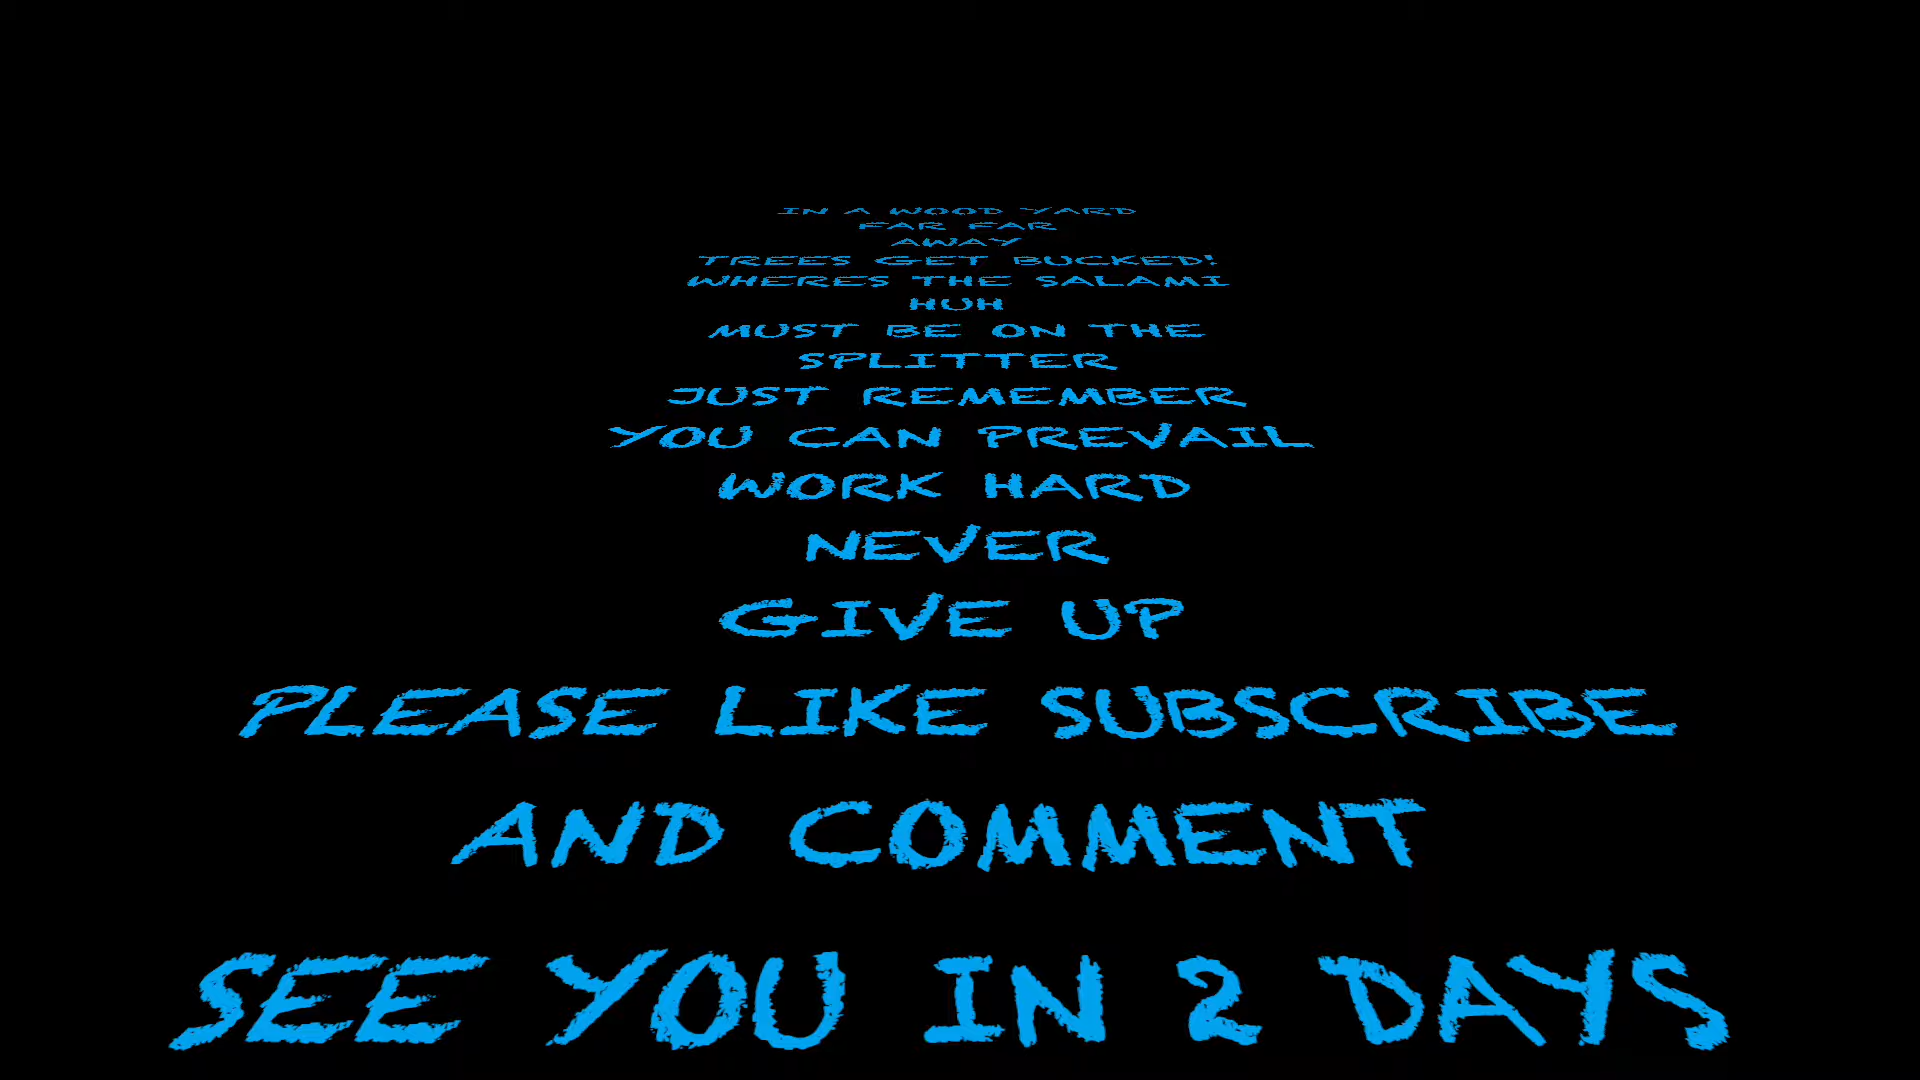 IN A WOOD YARD
FAR FAR
AWAY
TREES GET BUCKED!
WHERES THE SALAMI
HUH
MUST BE ON THE
SPLITTER
JUST REMEMBER
YOU CAN PREVAIL
WORK HARD
NEVER
GIVE UP
PLEASE LIKE SUBSCRIBE
AND COMMENT
SEE YOU IN 2 DAYS